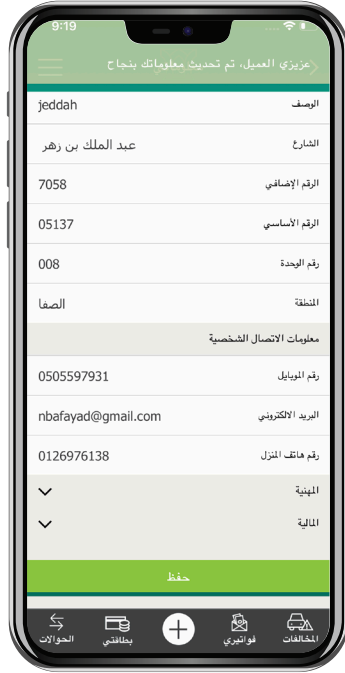 9:19
عزيزي العميل، تم تحديث معلوماتك بنجاح
الوصف jeddah
الشارع عبد الملك بن زهر
الرقم الإضافي 7058
الرقم الأساسي 05137
رقم الوحدة 008
المنطقة الصفا
معلومات الاتصال الشخصية
رقم الموبايل 0505597931
البريد الالكتروني nbafayad@gmail.com
رقم هاتف المنزل 0126976138
المهنية
المالية
حفظ
المخالفات فواتيري بطاقتي الحوالات